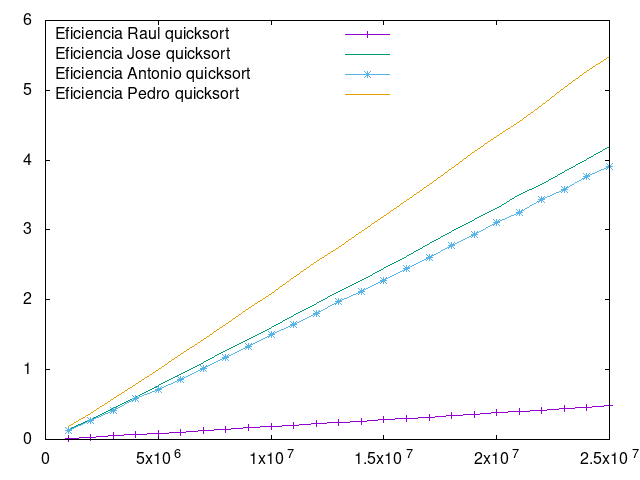 6
5
4
3
2
1
0
Eficiencia Raul quicksort
Eficiencia Jose quicksort
Eficiencia Antonio quicksort
Eficiencia Pedro quicksort
0 5x10⁶ 1x10⁷ 1.5x10⁷ 2x10⁷ 2.5x10⁷